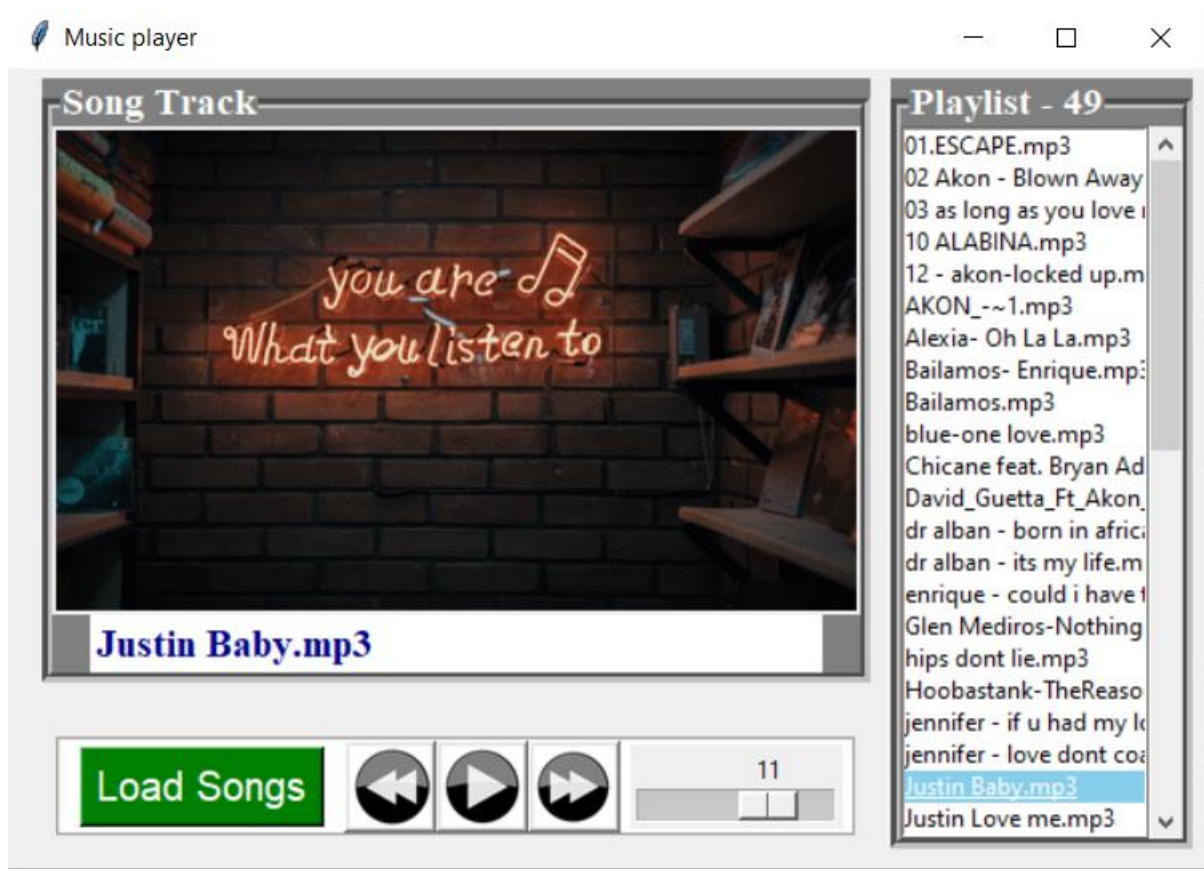 Music player
Song Track
you are
What you listen to
Justin Baby.mp3
Load Songs
11
Playlist - 49
01.ESCAPE.mp3
02 Akon - Blown Away
03 as long as you love
10 ALABINA.mp3
12 - akon-locked up.m
AKON_-~1.mp3
Alexia- Oh La La.mp3
Bailamos- Enrique.mp3
Bailamos.mp3
blue-one love.mp3
Chicane feat. Bryan Ad
David_Guetta_Ft_Akon_
dr alban - born in africa
dr alban - its my life.m
enrique - could i have t
Glen Mediros-Nothing
hips dont lie.mp3
Hoobastank-TheReaso
jennifer - if u had my lo
jennifer - love dont coa
Justin Baby.mp3
Justin Love me.mp3